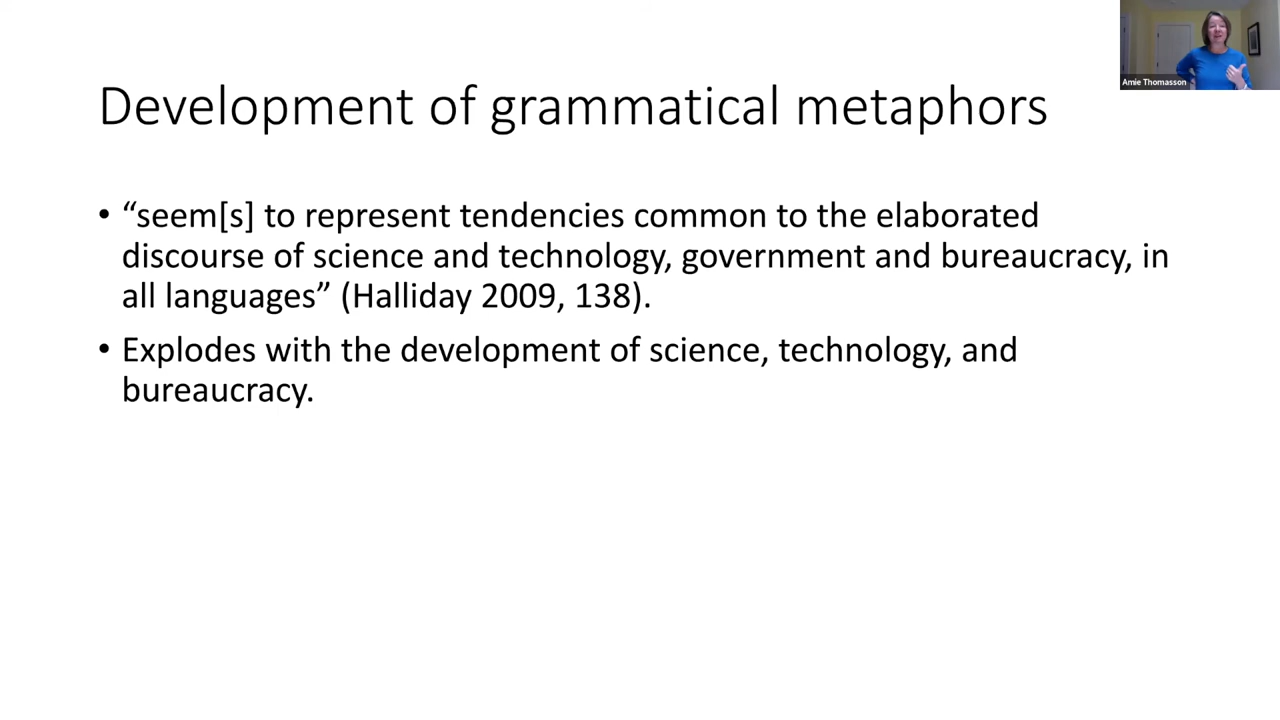 Amie Thomasson
Development of grammatical metaphors
• “seem[s] to represent tendencies common to the elaborated
discourse of science and technology, government and bureaucracy, in
all languages” (Halliday 2009, 138).
• Explodes with the development of science, technology, and
bureaucracy.